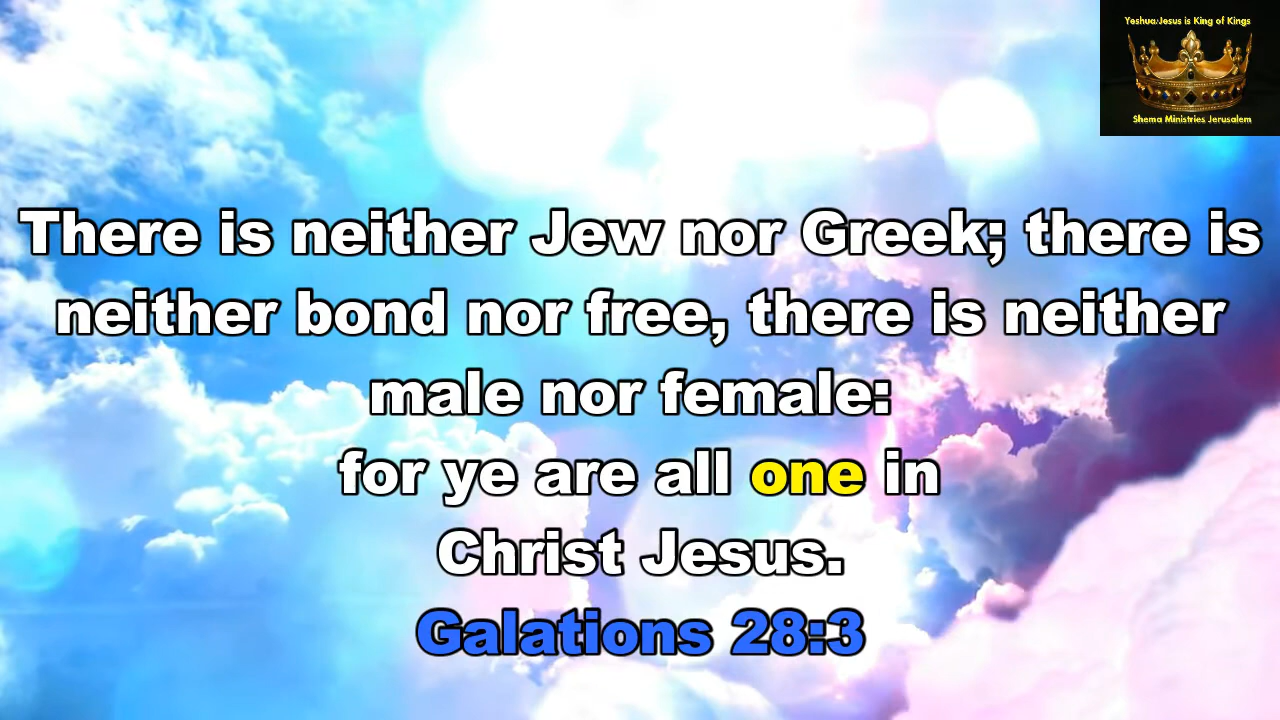 Yeshua/Jesus is King of Kings
Shema Ministries Jerusalem
There is neither Jew nor Greek; there is
neither bond nor free, there is neither
male nor female:
for ye are all one in
Christ Jesus.
Galations 28:3